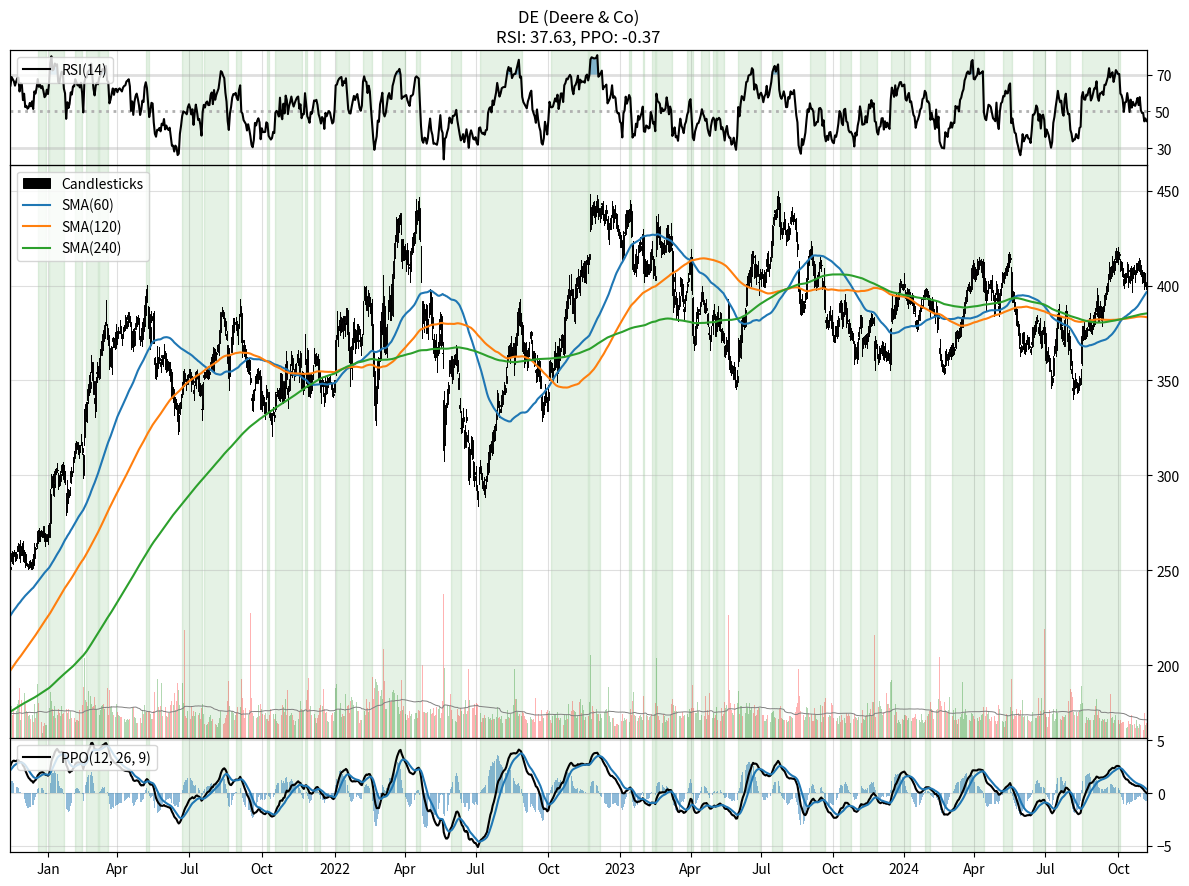 DE (Deere & Co)
RSI: 37.63, PPO: -0.37
RSI(14)
70
50
30
Candlesticks
SMA(60)
SMA(120)
SMA(240)
450
400
350
300
250
200
PPO(12, 26, 9)
5
0
−5
Jan Apr Jul Oct 2022 Apr Jul Oct 2023 Apr Jul Oct 2024 Apr Jul Oct